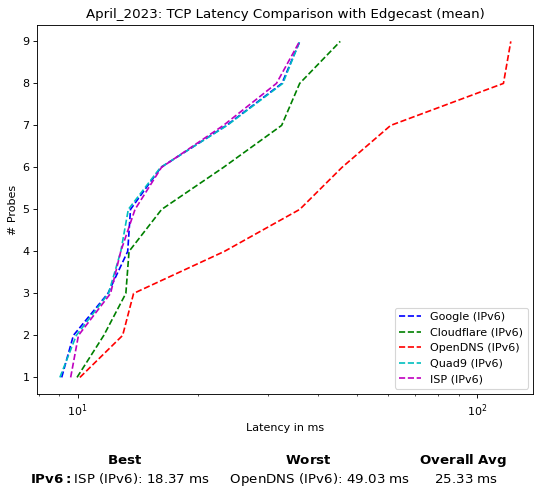 April_2023: TCP Latency Comparison with Edgecast (mean)
# Probes
9
8
7
6
5
4
3
2
1
Google (IPv6)
Cloudflare (IPv6)
OpenDNS (IPv6)
Quad9 (IPv6)
ISP (IPv6)
10¹
10²
Latency in ms
Best Worst Overall Avg
IPv6: ISP (IPv6): 18.37 ms OpenDNS (IPv6): 49.03 ms 25.33 ms